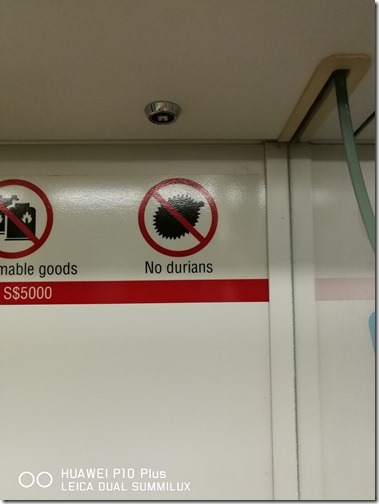 mable goods
No durians
S$5000
HUAWEI P10 Plus
LEICA DUAL SUMMILUX